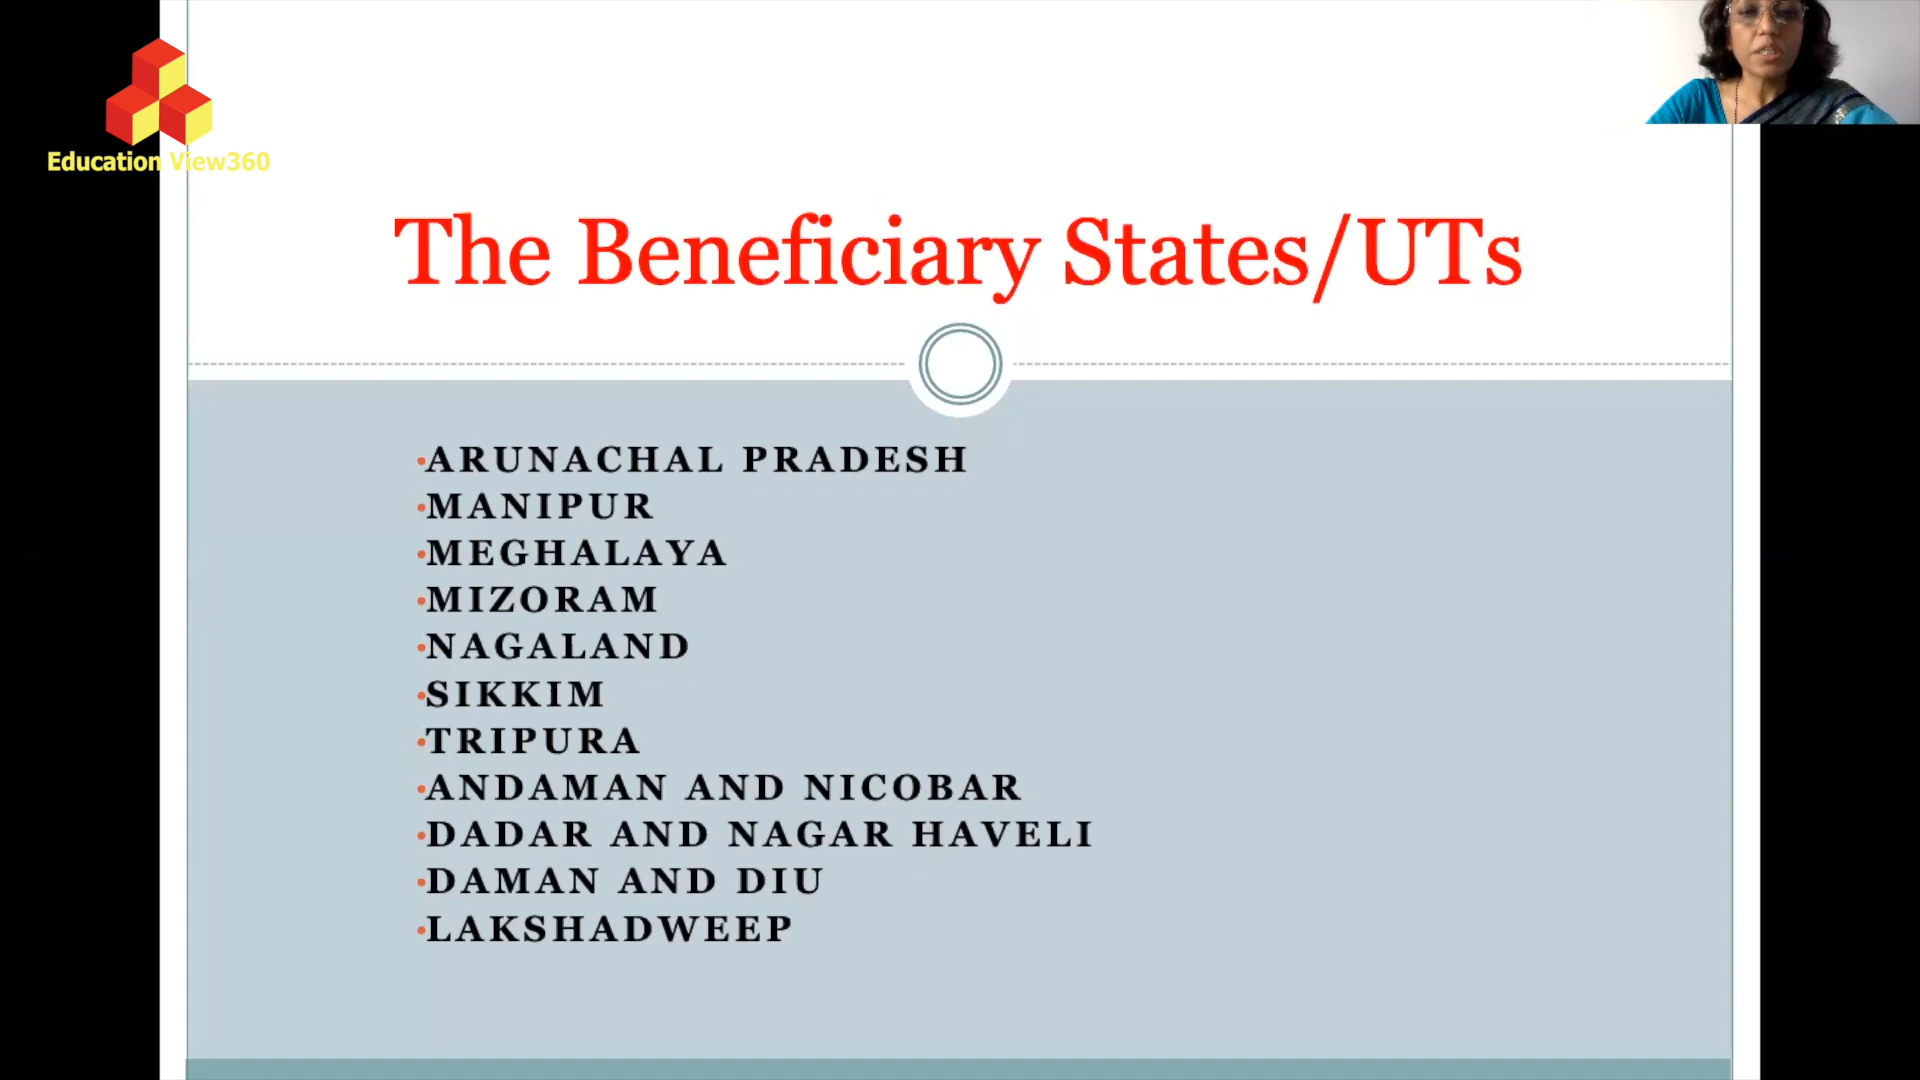 Education View360
The Beneficiary States/UTs
•ARUNACHAL PRADESH
•MANIPUR
•MEGHALAYA
•MIZORAM
•NAGALAND
•SIKKIM
•TRIPURA
•ANDAMAN AND NICOBAR
•DADAR AND NAGAR HAVELI
•DAMAN AND DIU
•LAKSHADWEEP